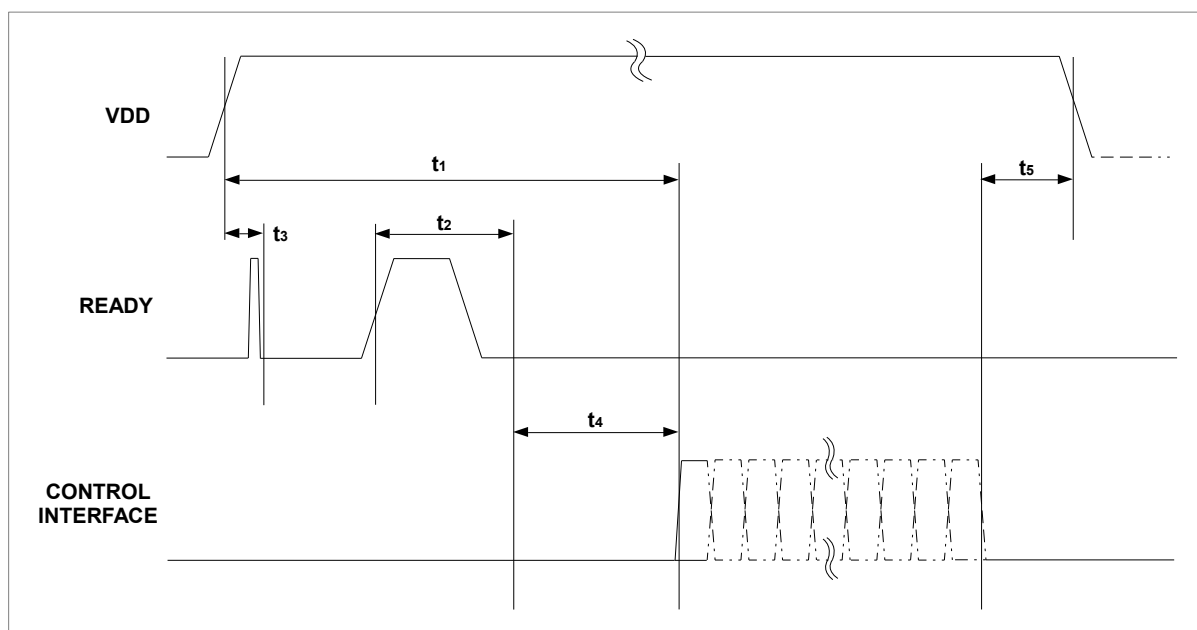 VDD
t1
t5
t3
t2
READY
t4
CONTROL
INTERFACE